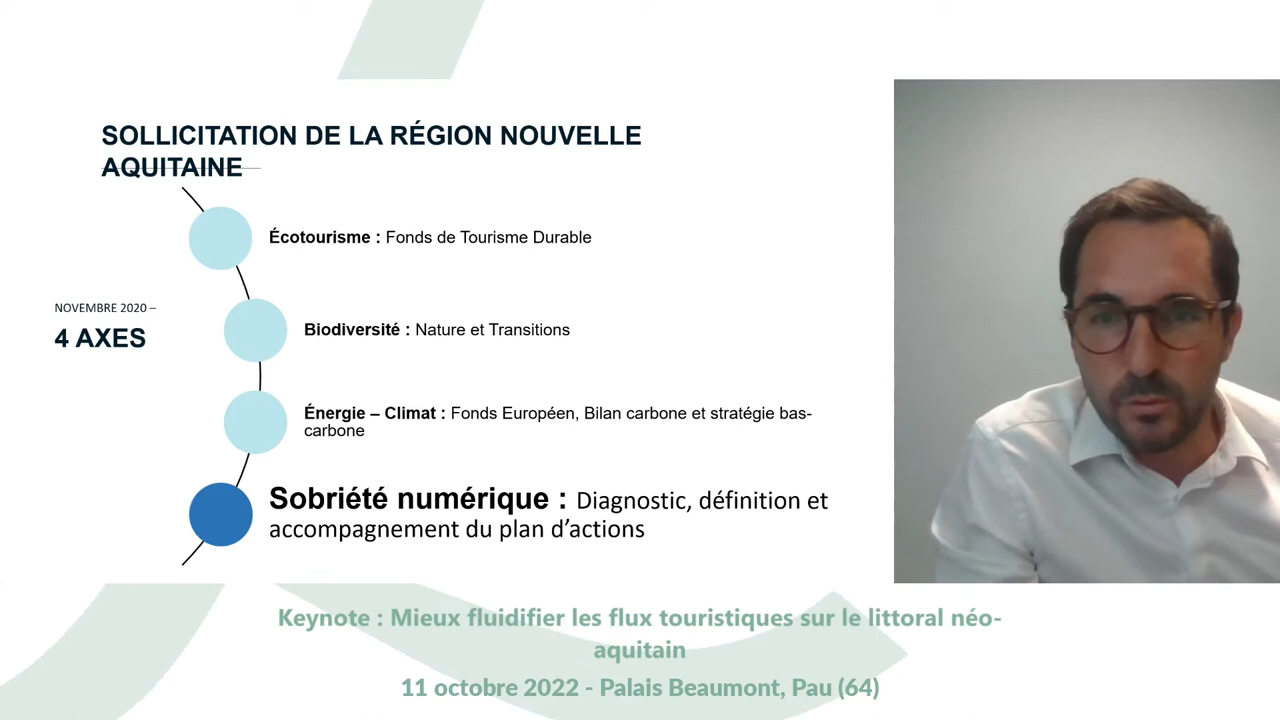 SOLLICITATION DE LA RÉGION NOUVELLE
AQUITAINE
Écotourisme : Fonds de Tourisme Durable
NOVEMBRE 2020 –
4 AXES
Biodiversité : Nature et Transitions
Énergie – Climat : Fonds Européen, Bilan carbone et stratégie bas-
carbone
Sobriété numérique : Diagnostic, définition et
accompagnement du plan d’actions
Keynote : Mieux fluidifier les flux touristiques sur le littoral néo-
aquitain
11 octobre 2022 - Palais Beaumont, Pau (64)